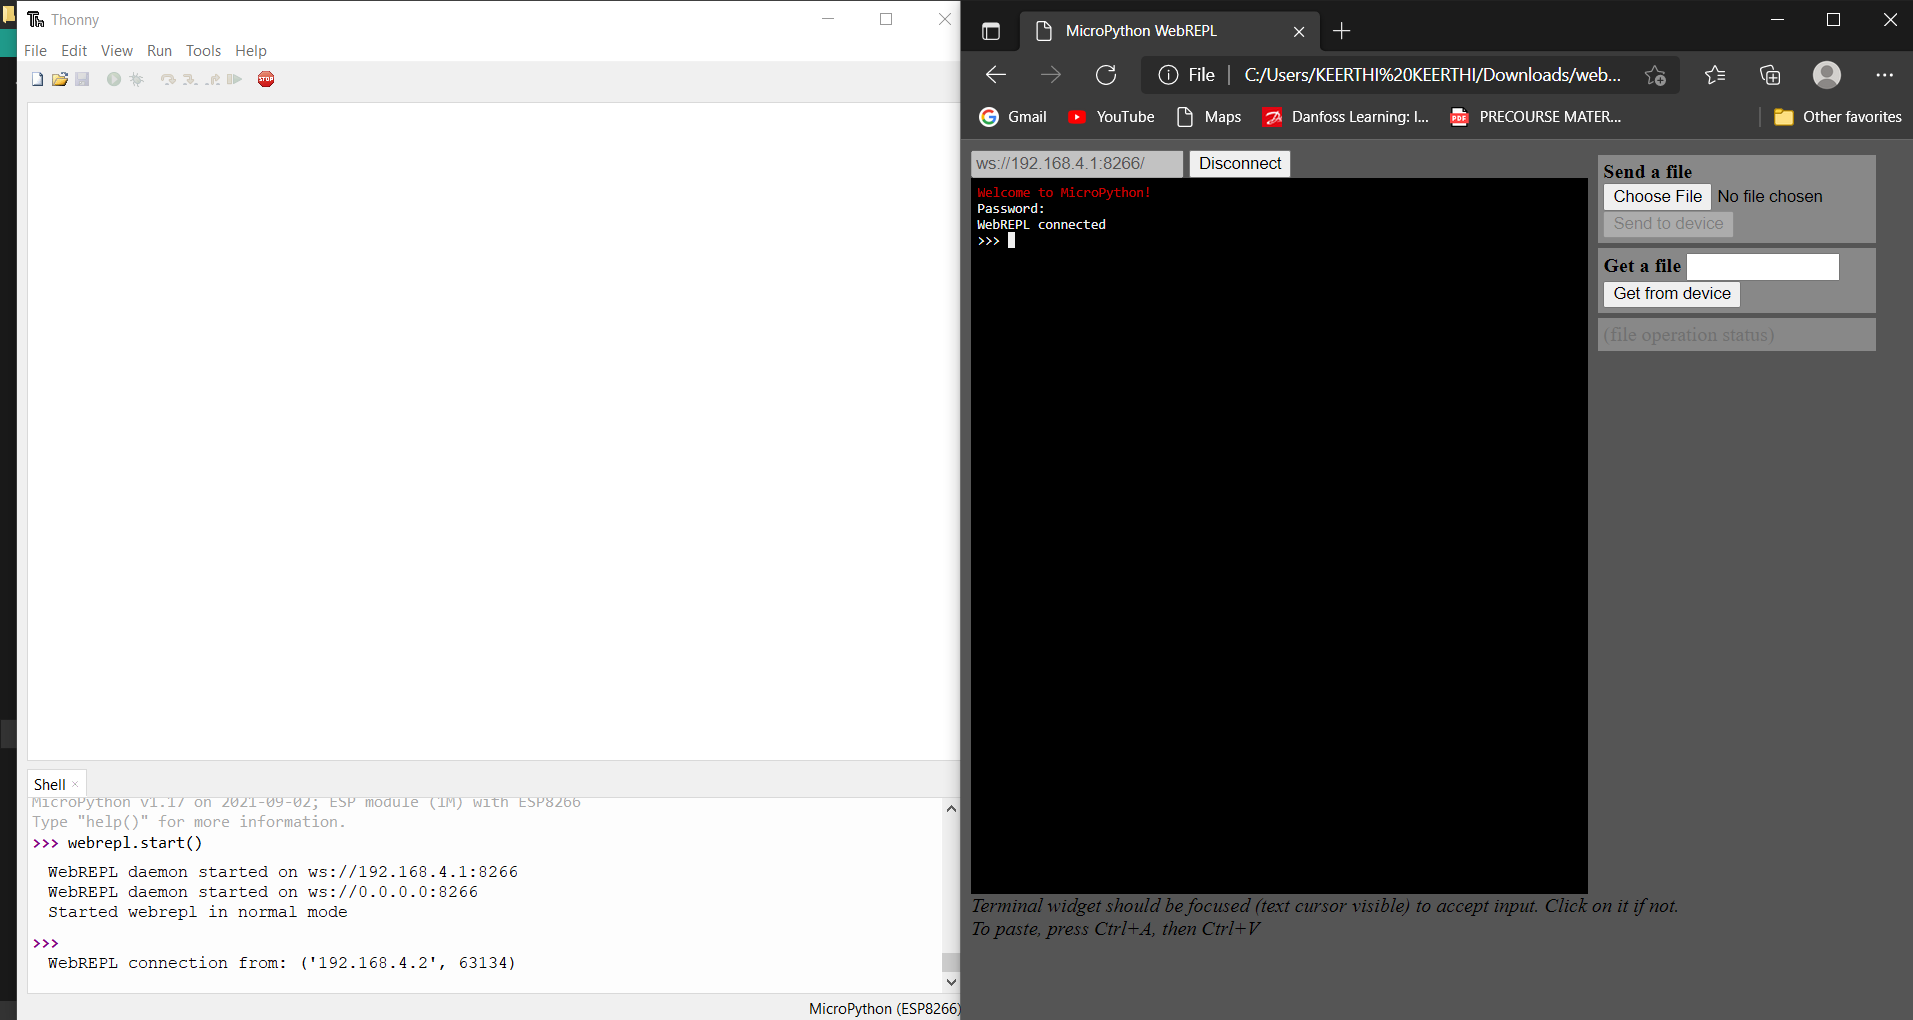 Thonny
File Edit View Run Tools Help
STOP
Shell
MicroPython v1.17 on 2021-09-02; ESP module (1M) with ESP8266
Type "help()" for more information.
>>> webrepl.start()
WebREPL daemon started on ws://192.168.4.1:8266
WebREPL daemon started on ws://0.0.0.0:8266
Started webrepl in normal mode
>>>
WebREPL connection from: ('192.168.4.2', 63134)
MicroPython (ESP8266)
MicroPython WebREPL
File C:/Users/KEERTHI%20KEERTHI/Downloads/web...
Gmail YouTube Maps Danfoss Learning: I... PDF PRECOURSE MATER... Other favorites
ws://192.168.4.1:8266/ Disconnect
Welcome to MicroPython!
Password:
WebREPL connected
>>>
Send a file
Choose File No file chosen
Send to device
Get a file
Get from device
(file operation status)
Terminal widget should be focused (text cursor visible) to accept input. Click on it if not.
To paste, press Ctrl+A, then Ctrl+V